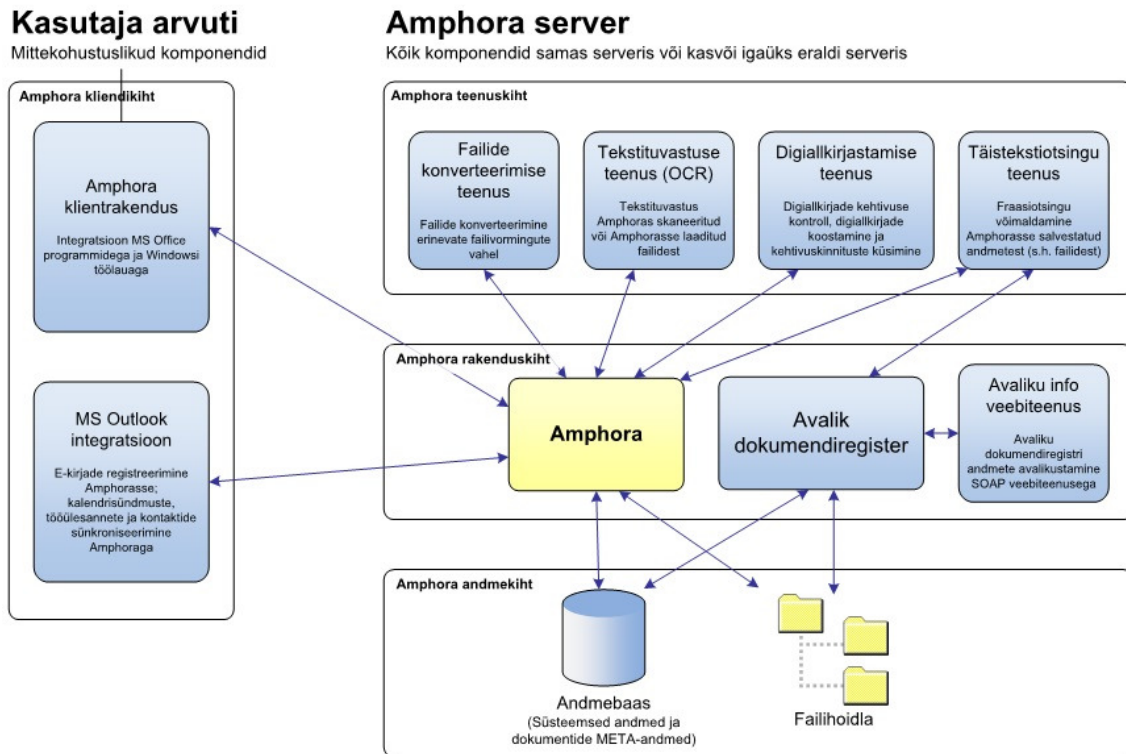 Kasutaja arvuti
Mittekohustuslikud komponendid
Amphora kliendikiht
Amphora
klientrakendus
Integratsioon MS Office
programmidega ja Windowsi
töölauaga
MS Outlook
integratsioon
E-kirjade registreerimine
Amphorasse;
kalendrisündmuste,
tööülesannete ja kontaktide
sünkroniseerimine
Amphoraga
Amphora server
Kõik komponendid samas serveris või kasvõi igaüks eraldi serveris
Amphora teenuskiht
Failide
konverteerimise
teenus
Failide konverteerimine
erinevate failivormingute
vahel
Tekstituvastuse
teenus (OCR)
Tekstituvastus
Amphoras skaneeritud
või Amphorasse laaditud
failidest
Digiallkirjastamise
teenus
Digiallkirjade kehtivuse
kontroll, digiallkirjade
koostamine ja
kehtivuskinnituste küsimine
Täistekstiotsingu
teenus
Fraasiotsingu
võimaldamine
Amphorasse salvestatud
andmetest (s.h. failidest)
Amphora rakenduskiht
Amphora
Avalik
dokumendiregister
Avaliku info
veebiteenus
Avaliku
dokumendiregistri
andmete avalikustamine
SOAP veebiteenusega
Amphora andmekiht
Andmebaas
(Süsteemsed andmed ja
dokumentide META-andmed)
Failihoidla